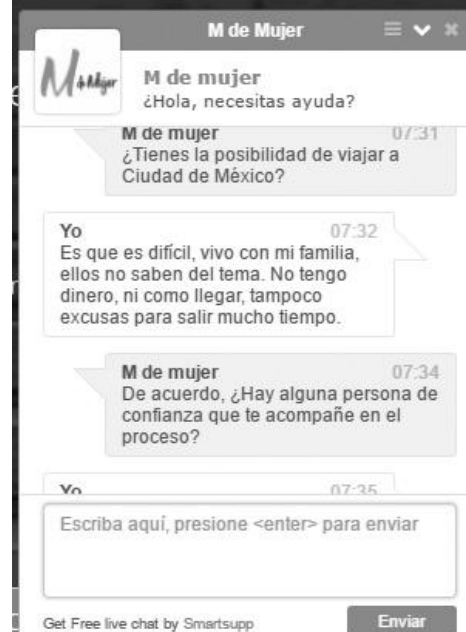 M de Mujer
M de Mujer
M de mujer
¿Hola, necesitas ayuda?
M de mujer 07:31
¿Tienes la posibilidad de viajar a
Ciudad de México?
Yo 07:32
Es que es difícil, vivo con mi familia,
ellos no saben del tema. No tengo
dinero, ni como llegar, tampoco
excusas para salir mucho tiempo.
M de mujer 07:34
De acuerdo, ¿Hay alguna persona de
confianza que te acompañe en el
proceso?
Yo 07:35
Escriba aquí, presione <enter> para enviar
Get Free live chat by Smartsupp
Enviar